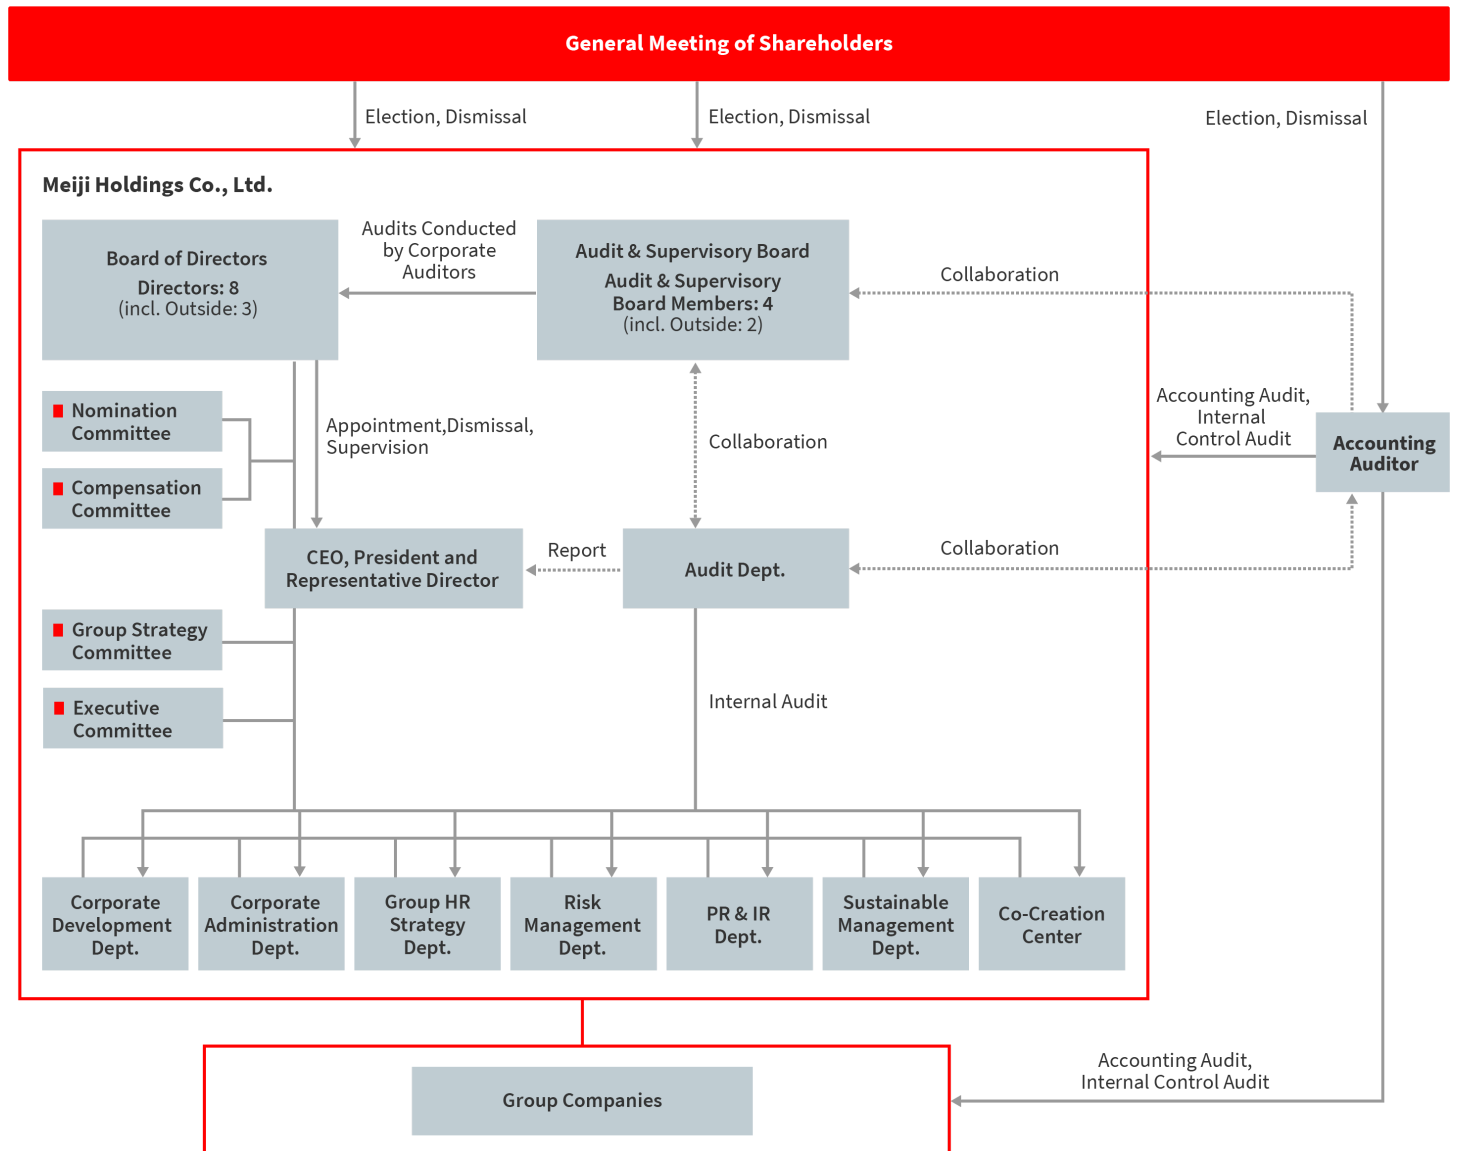 General Meeting of Shareholders
Election, Dismissal
Election, Dismissal
Election, Dismissal
Meiji Holdings Co., Ltd.
Board of Directors
Directors: 8
(incl. Outside: 3)
Audits Conducted
by Corporate
Auditors
Audit & Supervisory Board
Audit & Supervisory
Board Members: 4
(incl. Outside: 2)
Collaboration
Nomination
Committee
Compensation
Committee
Appointment,Dismissal,
Supervision
Collaboration
Accounting Audit,
Internal
Control Audit
Accounting
Auditor
CEO, President and
Representative Director
Report
Audit Dept.
Collaboration
Group Strategy
Committee
Executive
Committee
Internal Audit
Corporate
Development
Dept.
Corporate
Administration
Dept.
Group HR
Strategy
Dept.
Risk
Management
Dept.
PR & IR
Dept.
Sustainable
Management
Dept.
Co-Creation
Center
Accounting Audit,
Internal Control Audit
Group Companies